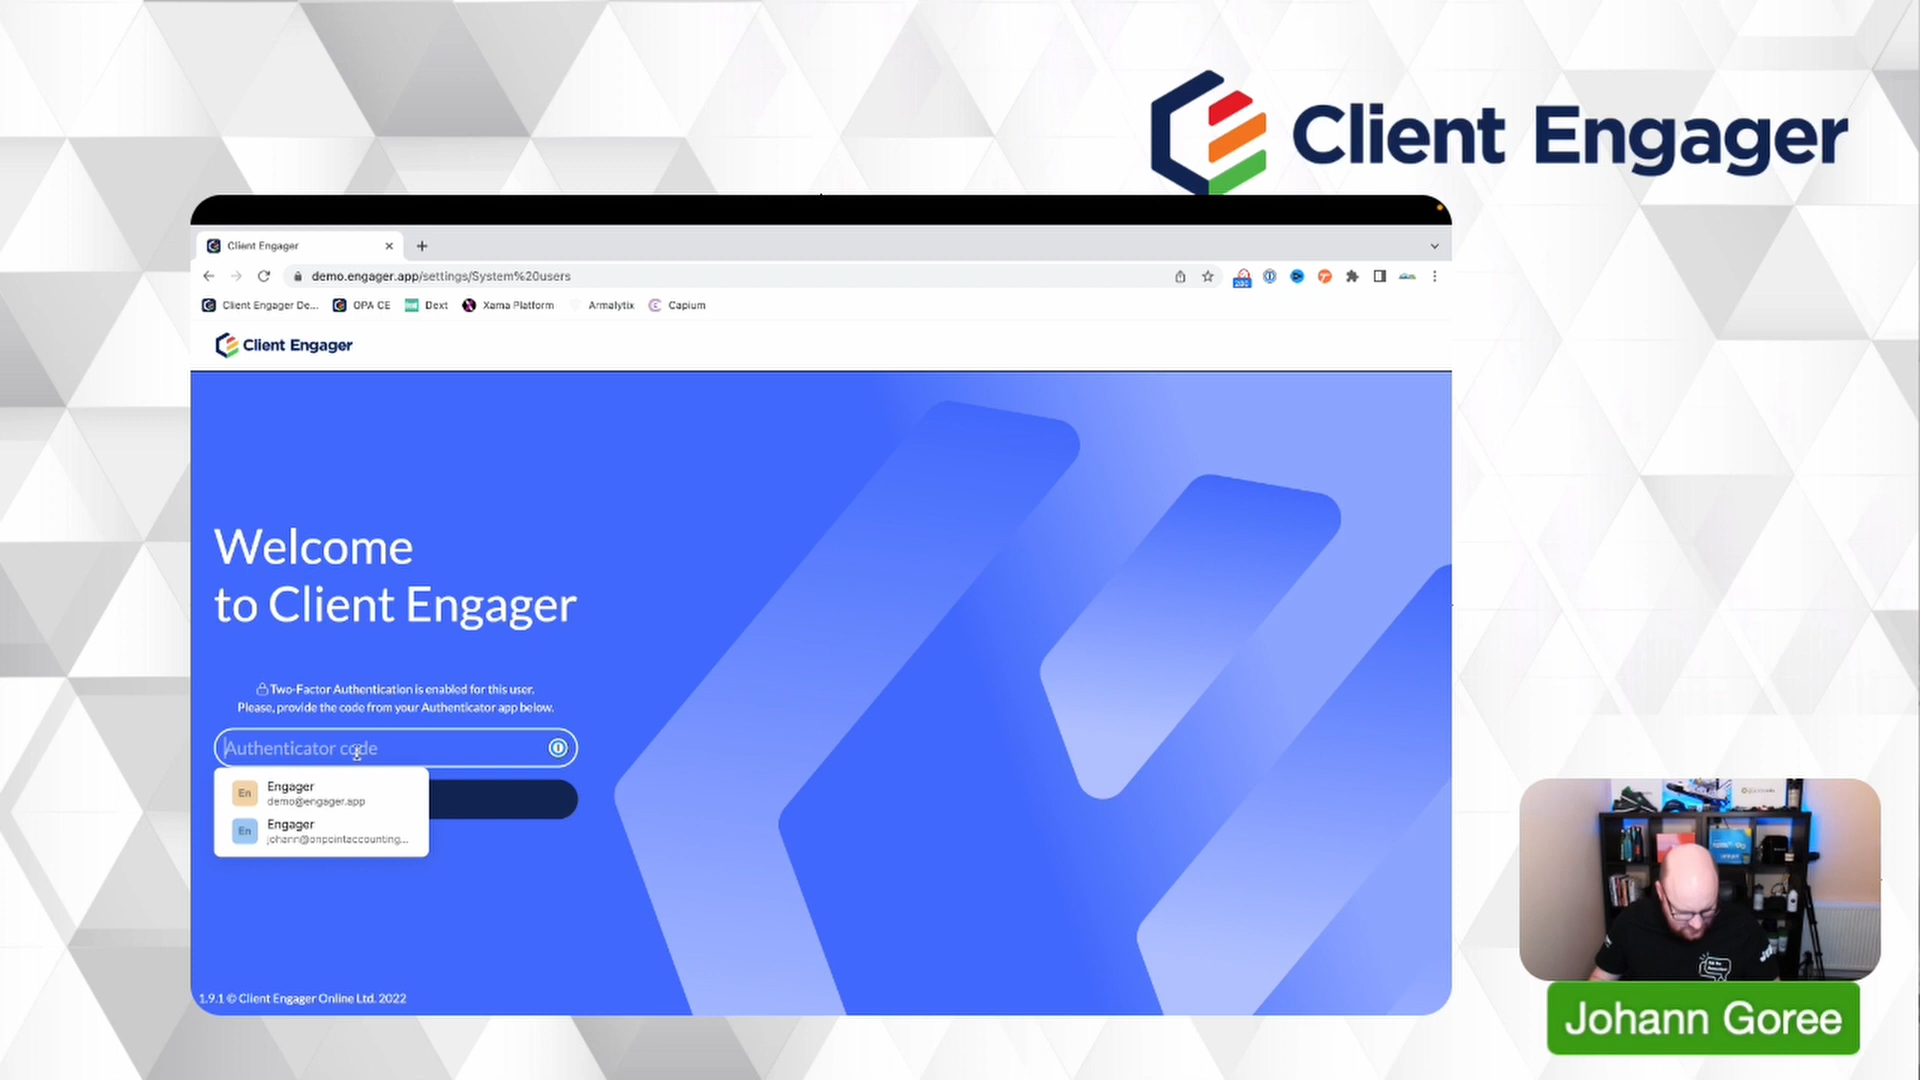 Client Engager
Client Engager
demo.engager.app/settings/System%20users
Client Engager De... OPA CE Dext Xama Platform Armalytix Capium
Client Engager
Welcome
to Client Engager
Two-Factor Authentication is enabled for this user.
Please, provide the code from your Authenticator app below.
Authenticator code
En Engager
demo@engager.app
En Engager
johann@onpointaccounting...
1.9.1 © Client Engager Online Ltd. 2022
Johann Goree